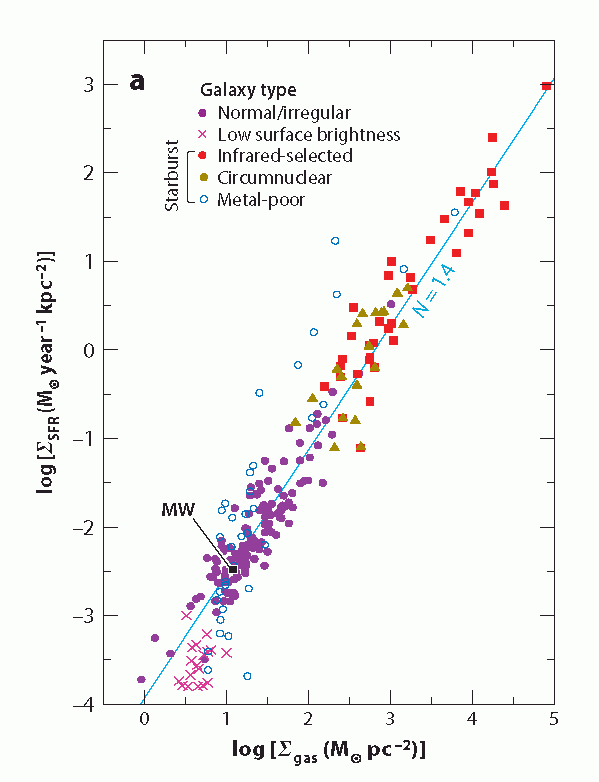 a
Galaxy type
Normal/irregular
Low surface brightness
Starburst
Infrared-selected
Circumnuclear
Metal-poor
3
2
1
0
–1
–2
–3
–4
log [Σ_SFR (M⊙ year⁻¹ kpc⁻²)]
N = 1.4
MW
0
1
2
3
4
5
log [Σ_gas (M⊙ pc⁻²)]